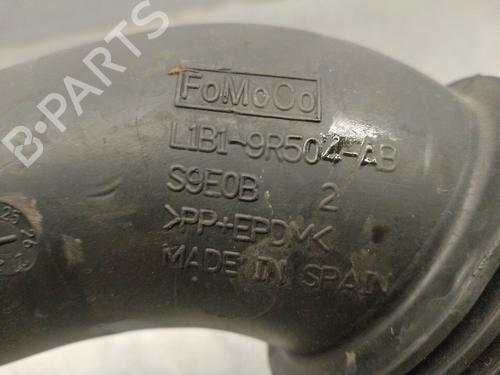 B-PARTS
FoMoCo
L1B1-9R504-AB
S9E0B 2
>PP+EPDM<
MADE IN SPAIN